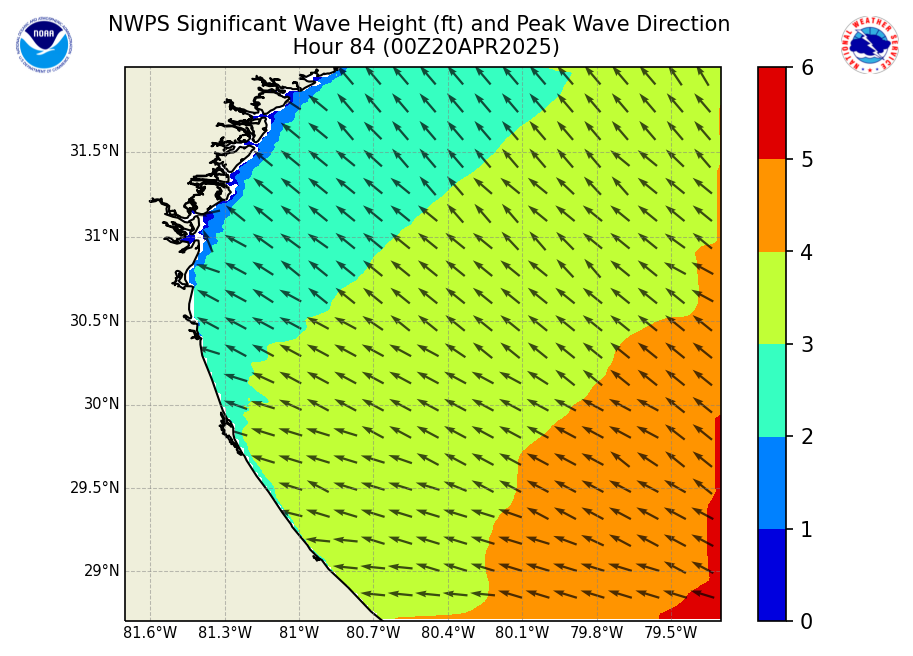 NWPS Significant Wave Height (ft) and Peak Wave Direction
Hour 84 (00Z20APR2025)
NOAA
NATIONAL WEATHER SERVICE
31.5°N
31°N
30.5°N
30°N
29.5°N
29°N
81.6°W 81.3°W 81°W 80.7°W 80.4°W 80.1°W 79.8°W 79.5°W
6
5
4
3
2
1
0